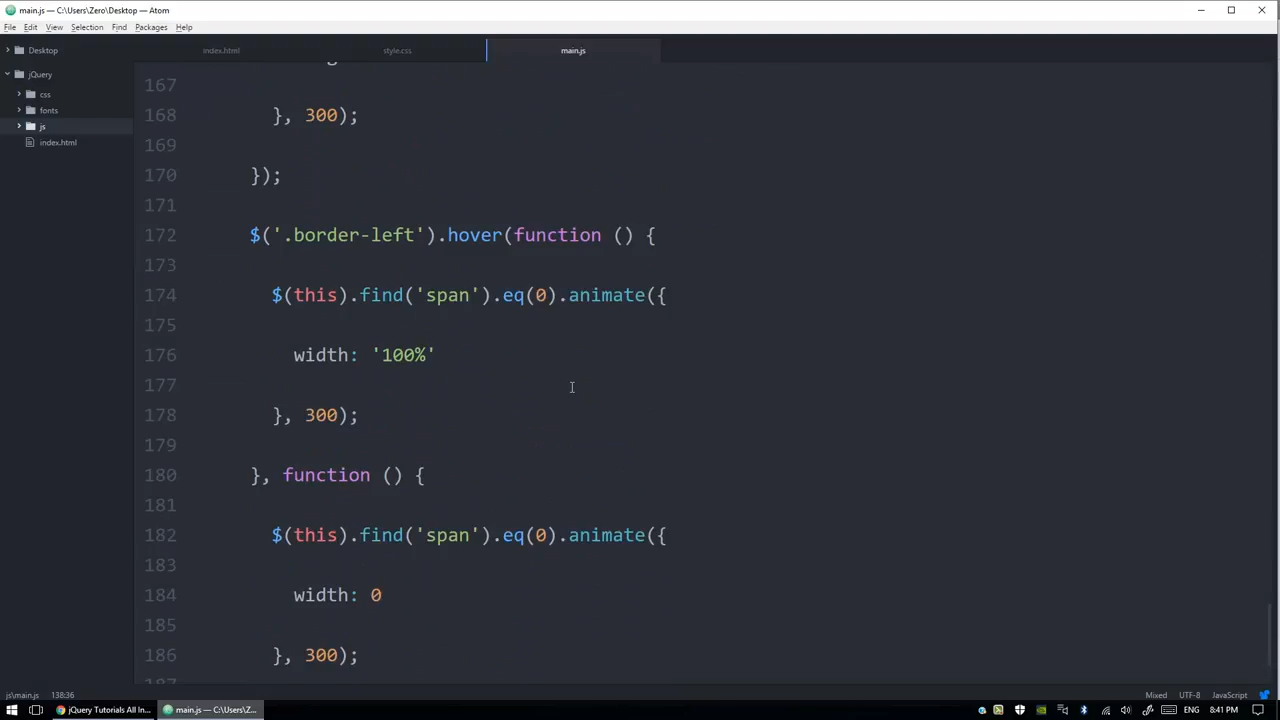 main.js — C:\Users\Zero\Desktop — Atom
File Edit View Selection Find Packages Help
Desktop
jQuery
css
fonts
js
index.html
index.html style.css main.js
167
168 }, 300);
169
170 });
171
172 $('.border-left').hover(function () {
173
174 $(this).find('span').eq(0).animate({
175
176 width: '100%'
177
178 }, 300);
179
180 }, function () {
181
182 $(this).find('span').eq(0).animate({
183
184 width: 0
185
186 }, 300);
js\main.js 138:36 Mixed UTF-8 JavaScript
jQuery Tutorials All In... main.js — C:\Users\Z... ENG 8:41 PM